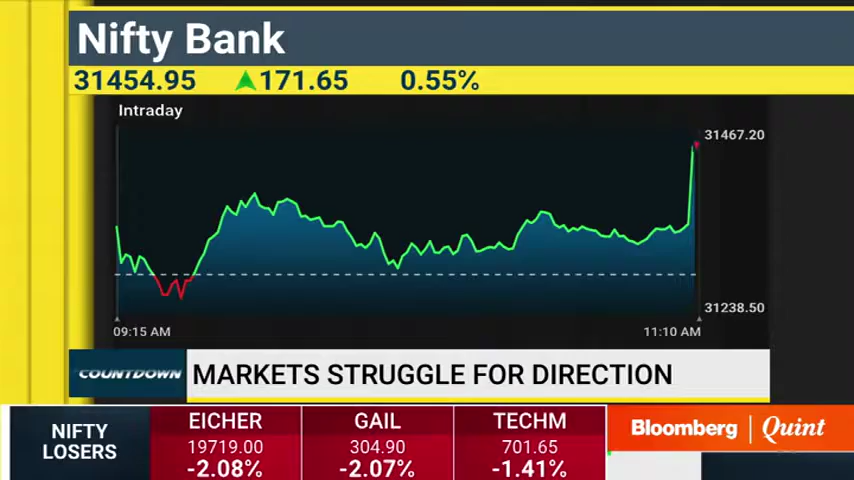 Nifty Bank
31454.95 171.65 0.55%
Intraday
31467.20
31238.50
09:15 AM 11:10 AM
COUNTDOWN MARKETS STRUGGLE FOR DIRECTION
NIFTY LOSERS
EICHER
19719.00
-2.08%
GAIL
304.90
-2.07%
TECHM
701.65
-1.41%
Bloomberg | Quint